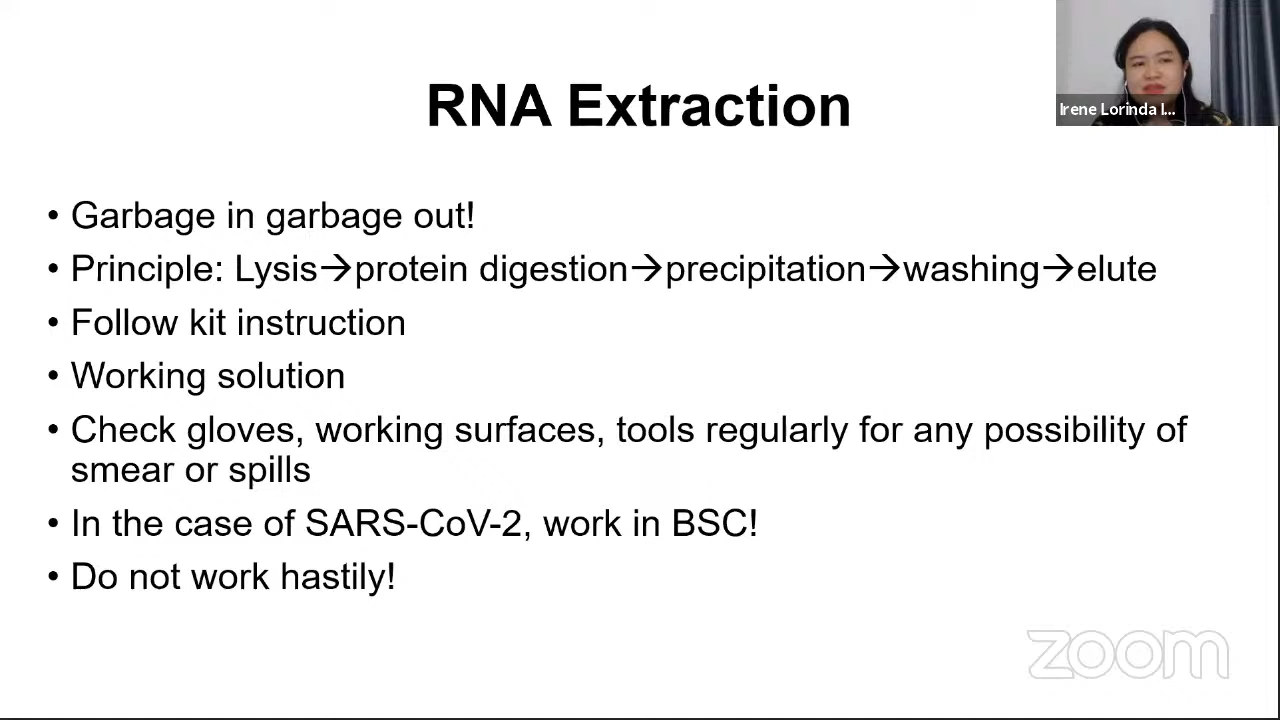 RNA Extraction
Irene Lorinda I...
• Garbage in garbage out!
• Principle: Lysis→protein digestion→precipitation→washing→elute
• Follow kit instruction
• Working solution
• Check gloves, working surfaces, tools regularly for any possibility of
smear or spills
• In the case of SARS-CoV-2, work in BSC!
• Do not work hastily!
zoom